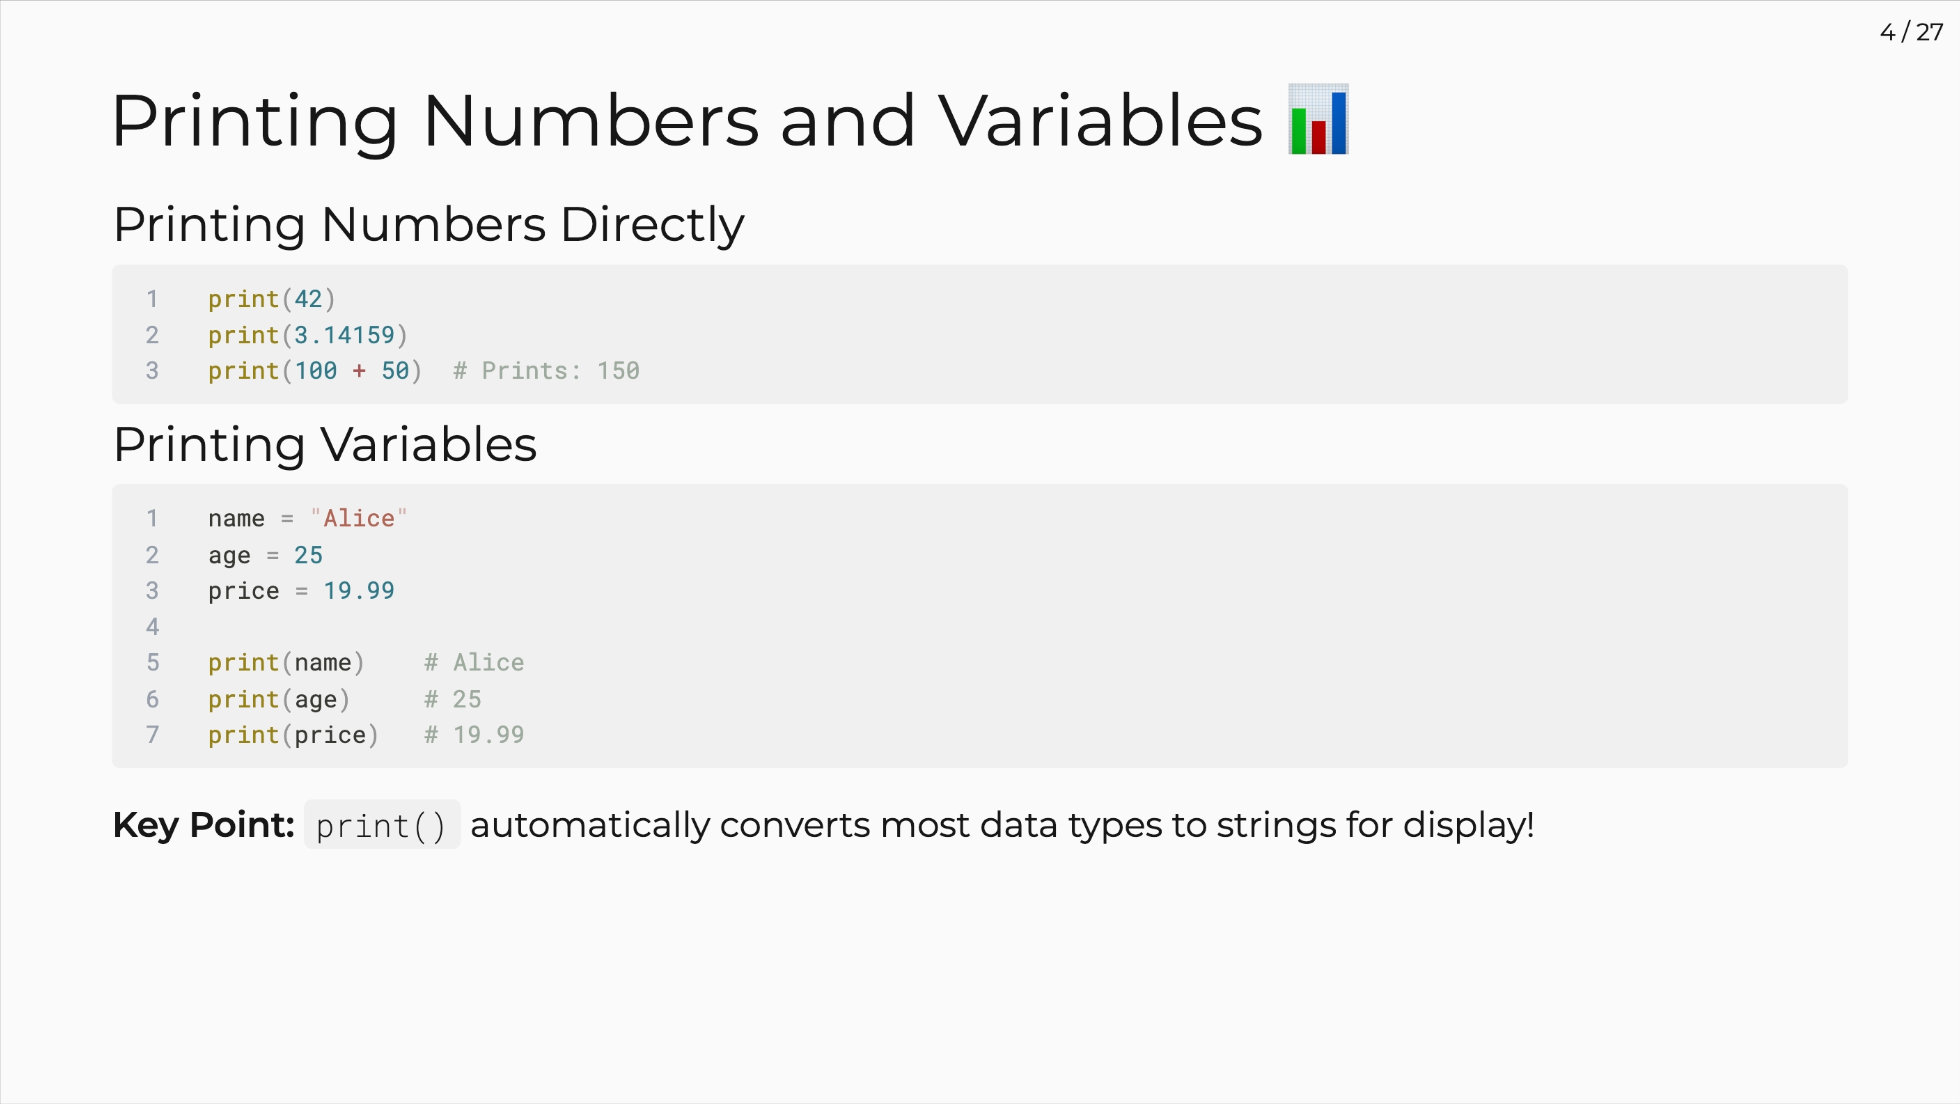 4 / 27
Printing Numbers and Variables 📊
Printing Numbers Directly
1 print(42)
2 print(3.14159)
3 print(100 + 50)  # Prints: 150
Printing Variables
1 name = "Alice"
2 age = 25
3 price = 19.99
4
5 print(name)    # Alice
6 print(age)     # 25
7 print(price)   # 19.99
Key Point: print() automatically converts most data types to strings for display!